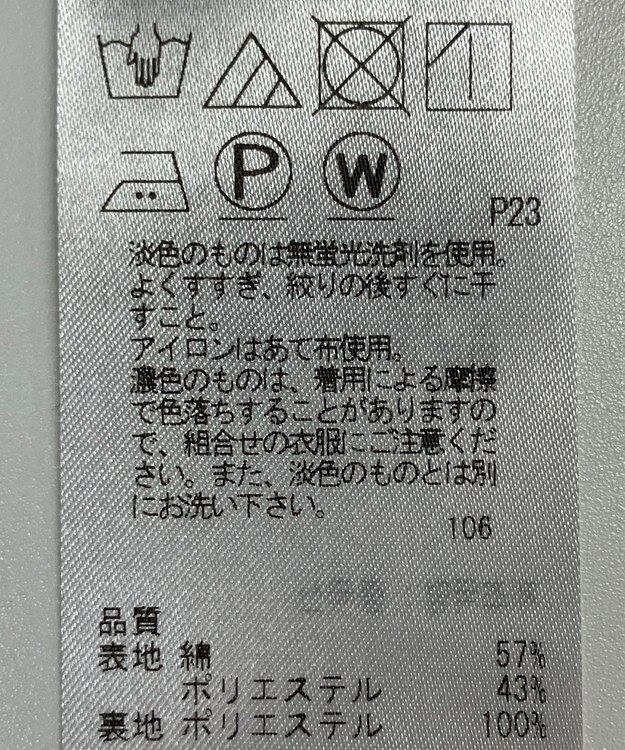 P W
P23
淡色のものは無蛍光洗剤を使用。
よくすすぎ、絞りの後すぐに干
すこと。
アイロンはあて布使用。
濃色のものは、着用による摩擦
で色落ちすることがありますの
で、組合せの衣服にご注意くだ
さい。また、淡色のものとは別
にお洗い下さい。
106
品質
表地 綿 57%
ポリエステル 43%
裏地 ポリエステル 100%